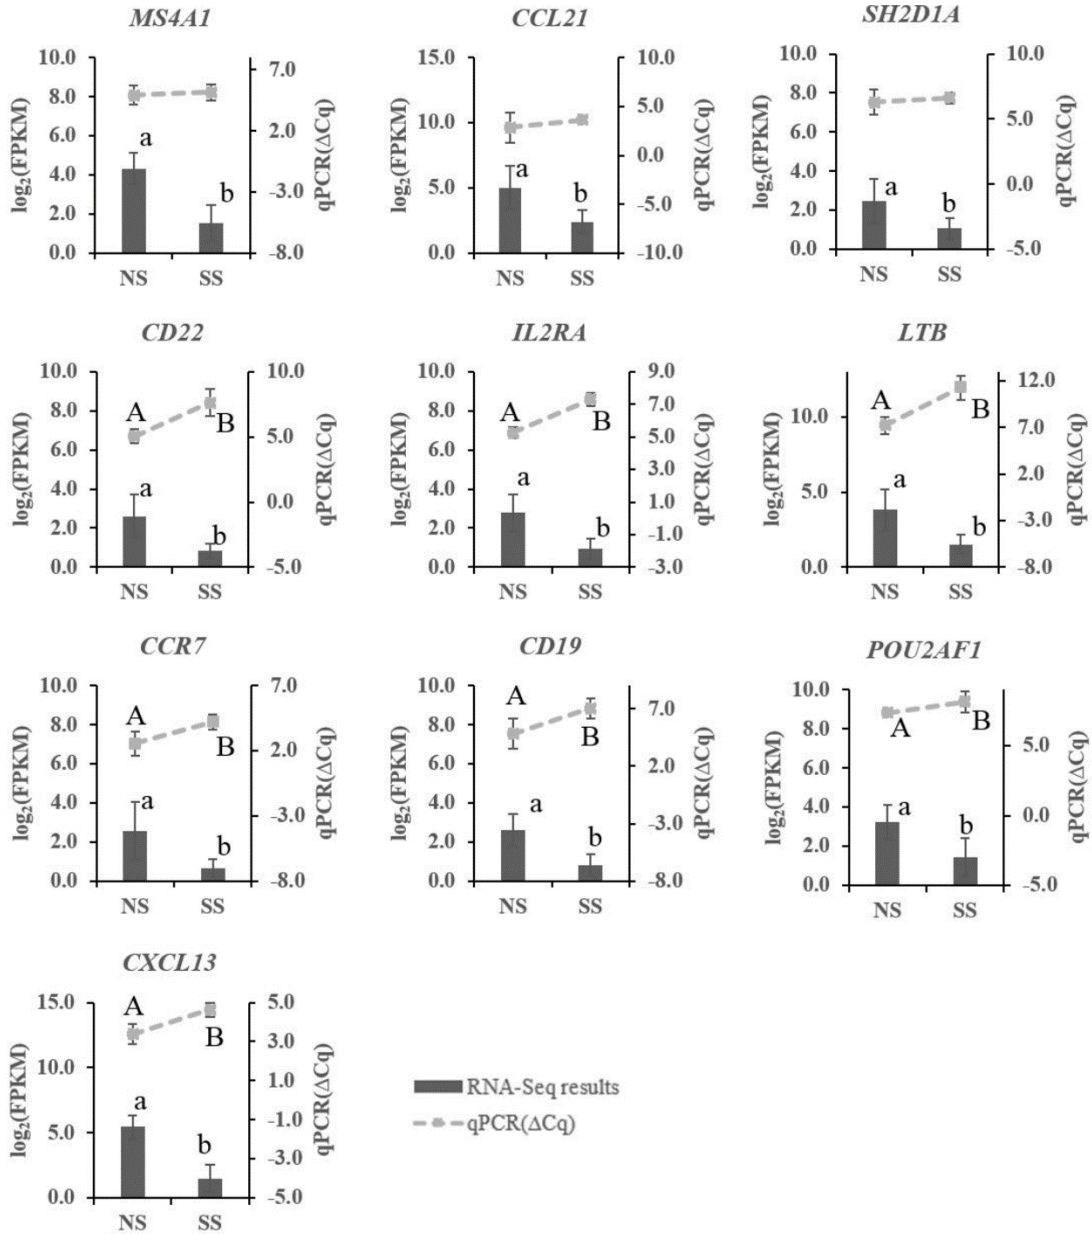 MS4A1
10.0
8.0
6.0
4.0
2.0
0.0
log₂(FPKM)
a
b
7.0
2.0
-3.0
-8.0
qPCR(ΔCq)
NS SS
CCL21
15.0
10.0
5.0
0.0
log₂(FPKM)
a
b
10.0
5.0
0.0
-5.0
-10.0
qPCR(ΔCq)
NS SS
SH2D1A
10.0
8.0
6.0
4.0
2.0
0.0
log₂(FPKM)
a
b
10.0
5.0
0.0
-5.0
qPCR(ΔCq)
NS SS
CD22
10.0
8.0
6.0
4.0
2.0
0.0
log₂(FPKM)
A
B
a
b
10.0
5.0
0.0
-5.0
qPCR(ΔCq)
NS SS
IL2RA
10.0
8.0
6.0
4.0
2.0
0.0
log₂(FPKM)
A
B
a
b
9.0
7.0
5.0
3.0
1.0
-1.0
-3.0
qPCR(ΔCq)
NS SS
LTB
10.0
5.0
0.0
log₂(FPKM)
A
B
a
b
12.0
7.0
2.0
-3.0
-8.0
qPCR(ΔCq)
NS SS
CCR7
10.0
8.0
6.0
4.0
2.0
0.0
log₂(FPKM)
A
B
a
b
7.0
2.0
-3.0
-8.0
qPCR(ΔCq)
NS SS
CD19
10.0
8.0
6.0
4.0
2.0
0.0
log₂(FPKM)
A
B
a
b
7.0
2.0
-3.0
-8.0
qPCR(ΔCq)
NS SS
POU2AF1
10.0
8.0
6.0
4.0
2.0
0.0
log₂(FPKM)
A
B
a
b
5.0
0.0
-5.0
qPCR(ΔCq)
NS SS
CXCL13
15.0
10.0
5.0
0.0
log₂(FPKM)
A
B
a
b
5.0
3.0
1.0
-1.0
-3.0
-5.0
qPCR(ΔCq)
NS SS
RNA-Seq results
qPCR(ΔCq)